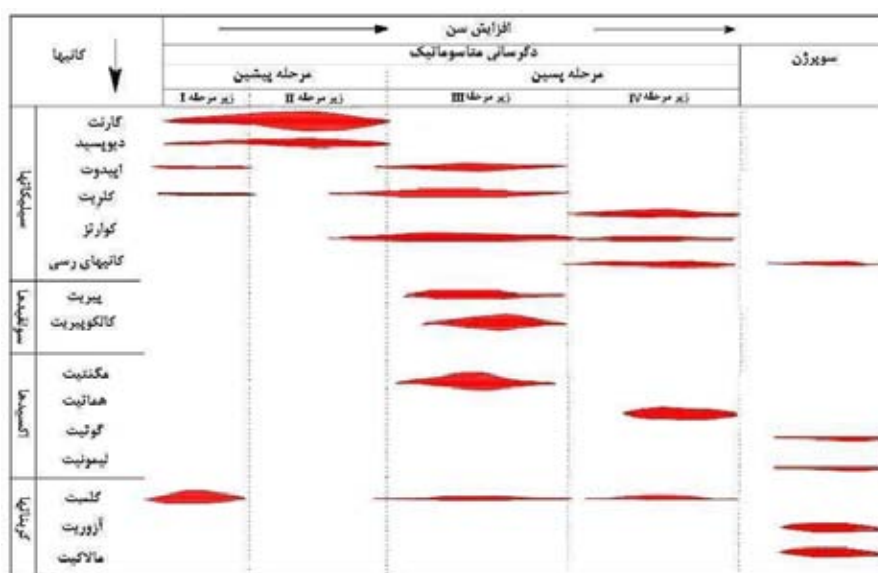 افزایش سن
کانیها
دگرسانی متاسوماتیک
سوپرژن
مرحله پیشین
مرحله پسین
زیر مرحله I
زیر مرحله II
زیر مرحله III
زیر مرحله IV
سیلیکاتها
گارنت
دیوپسید
اپیدوت
کلریت
کوارتز
کانیهای رسی
سولفیدها
پیریت
کالکوپیریت
اکسیدها
مگنتیت
هماتیت
گوتیت
لیمونیت
کربناتها
کلسیت
آزوریت
مالاکیت